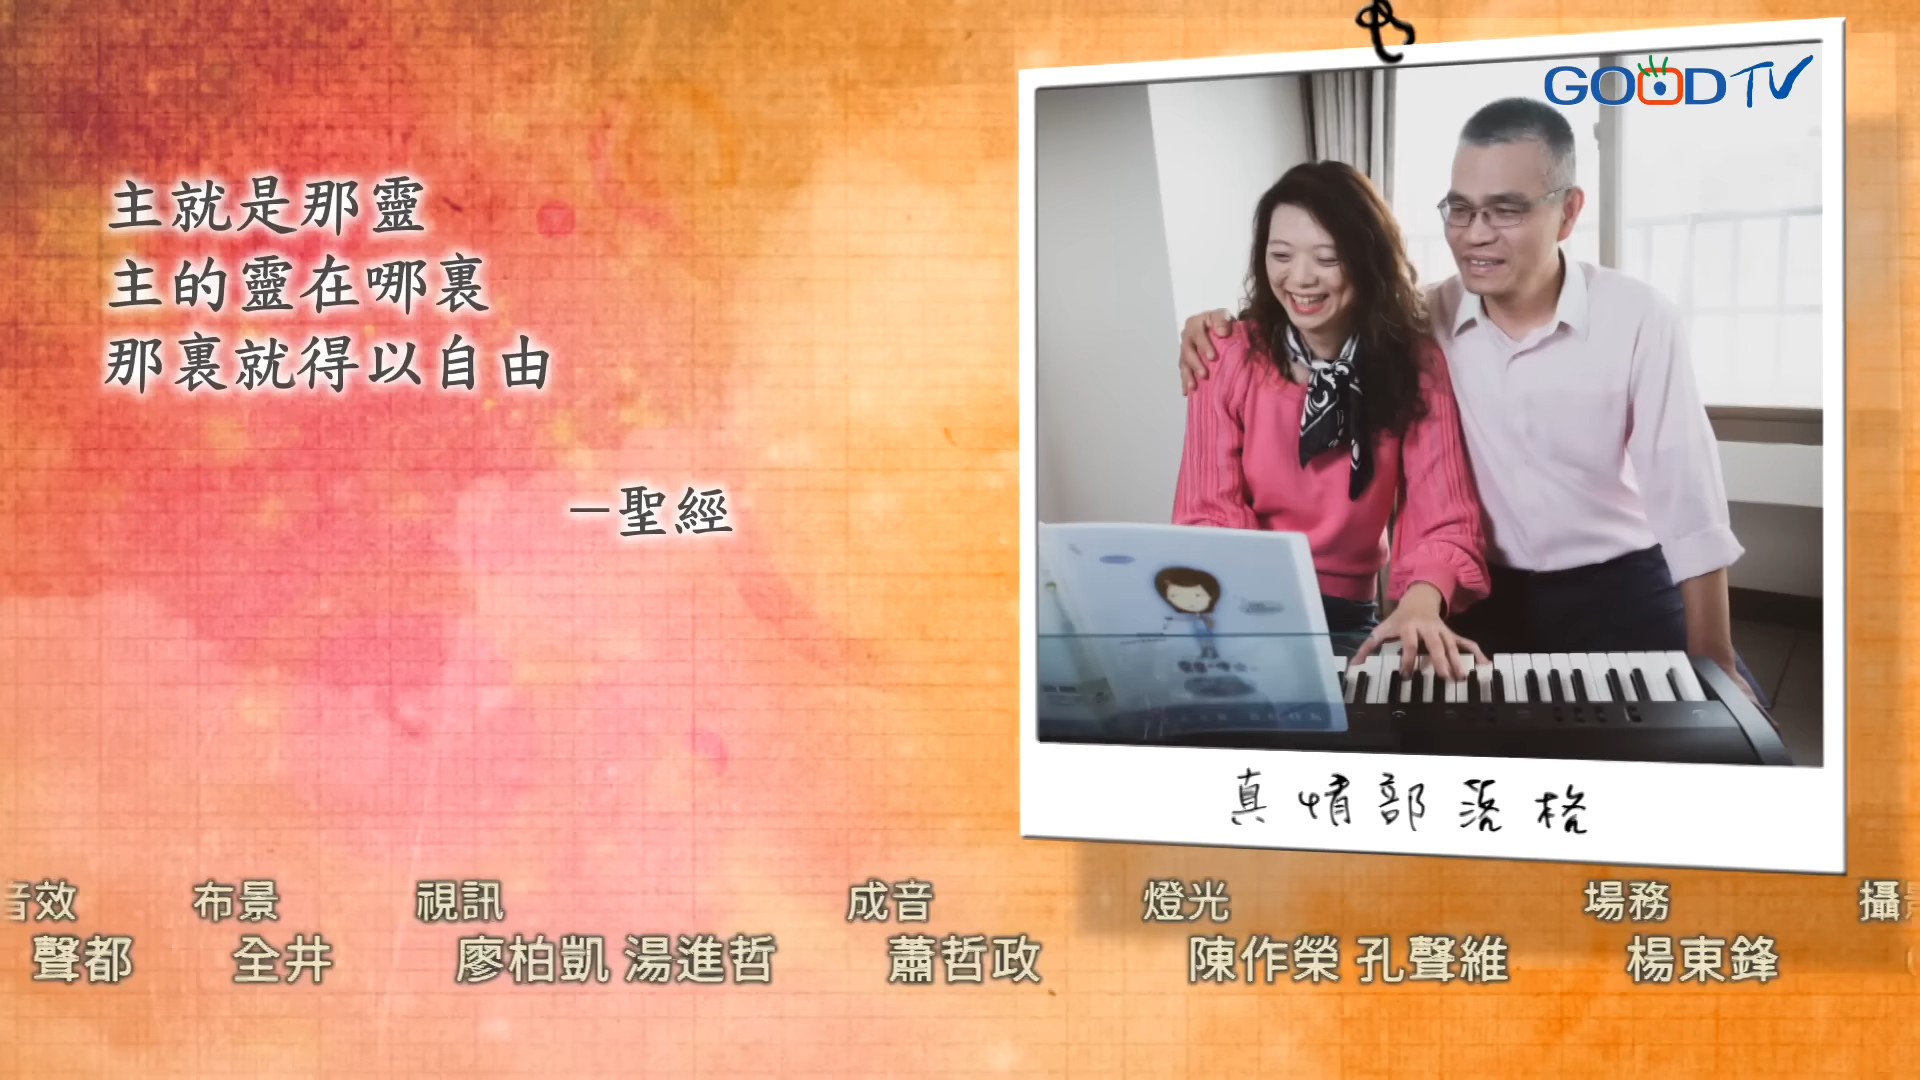 主就是那靈
主的靈在哪裏
那裏就得以自由
－聖經
GOODTV
真情部落格
音效 布景 視訊 成音 燈光 場務 攝
聲都 全井 廖柏凱 湯進哲 蕭哲政 陳作榮 孔聲維 楊東鋒